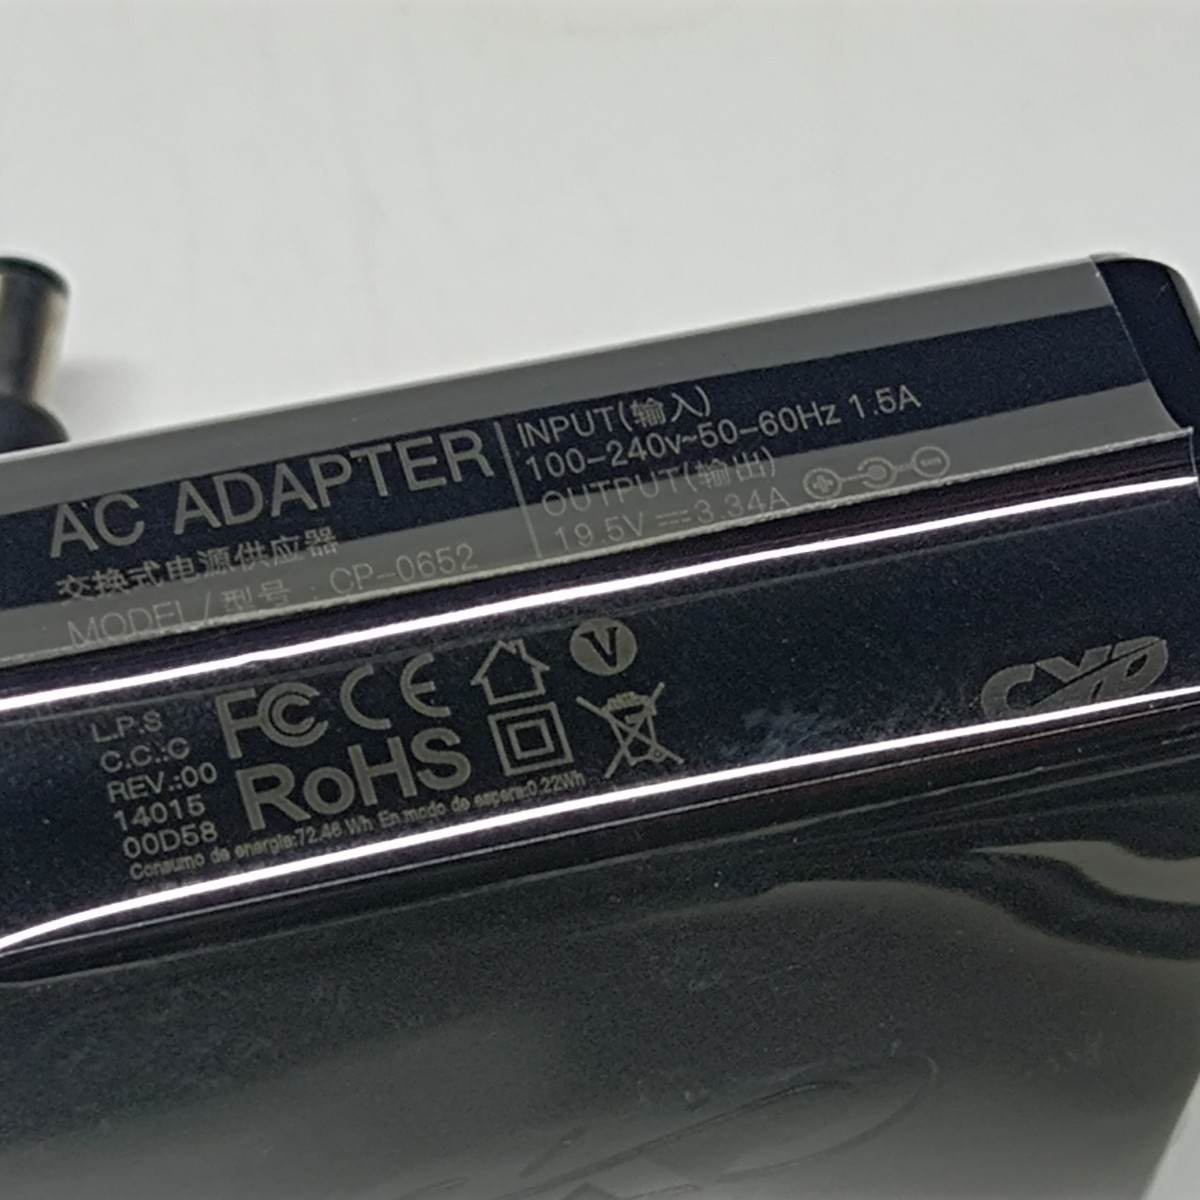 AC ADAPTER
交换式电源供应器
MODEL/型号：CP-0652
INPUT(输入)
100-240v~50-60Hz 1.5A
OUTPUT(输出)
19.5V ⎓3.34A
L.P.S
C.C.:C
REV.:00
14015
00D58
FC CE V
RoHS
Consumo de energia:72.46 Wh En modo de espera:0.22Wh
CYD